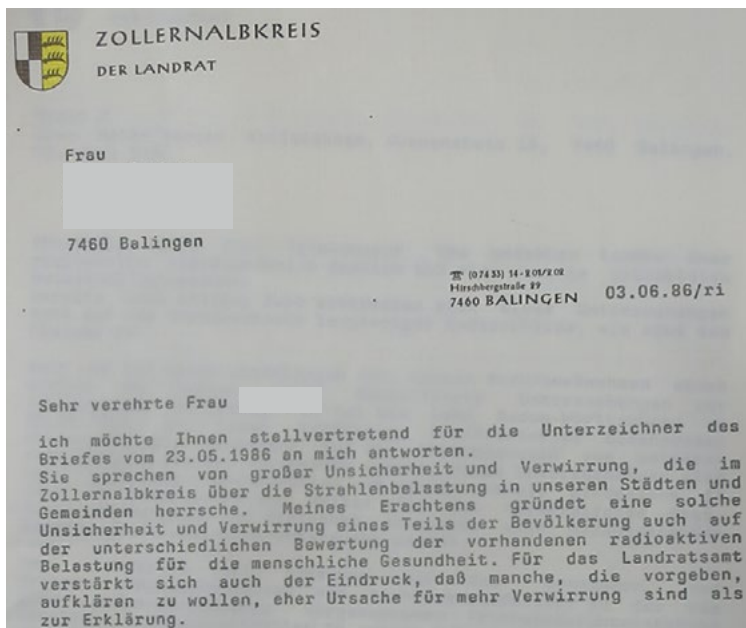 ZOLLERNALBKREIS
DER LANDRAT
Frau
7460 Balingen
☎ (07433) 14-201/202
Hirschbergstraße 29
7460 BALINGEN
03.06.86/ri
Sehr verehrte Frau
ich möchte Ihnen stellvertretend für die Unterzeichner des
Briefes vom 23.05.1986 an mich antworten.
Sie sprechen von großer Unsicherheit und Verwirrung, die im
Zollernalbkreis über die Strahlenbelastung in unseren Städten und
Gemeinden herrsche. Meines Erachtens gründet eine solche
Unsicherheit und Verwirrung eines Teils der Bevölkerung auch auf
der unterschiedlichen Bewertung der vorhandenen radioaktiven
Belastung für die menschliche Gesundheit. Für das Landratsamt
verstärkt sich auch der Eindruck, daß manche, die vorgeben,
aufklären zu wollen, eher Ursache für mehr Verwirrung sind als
zur Erklärung.